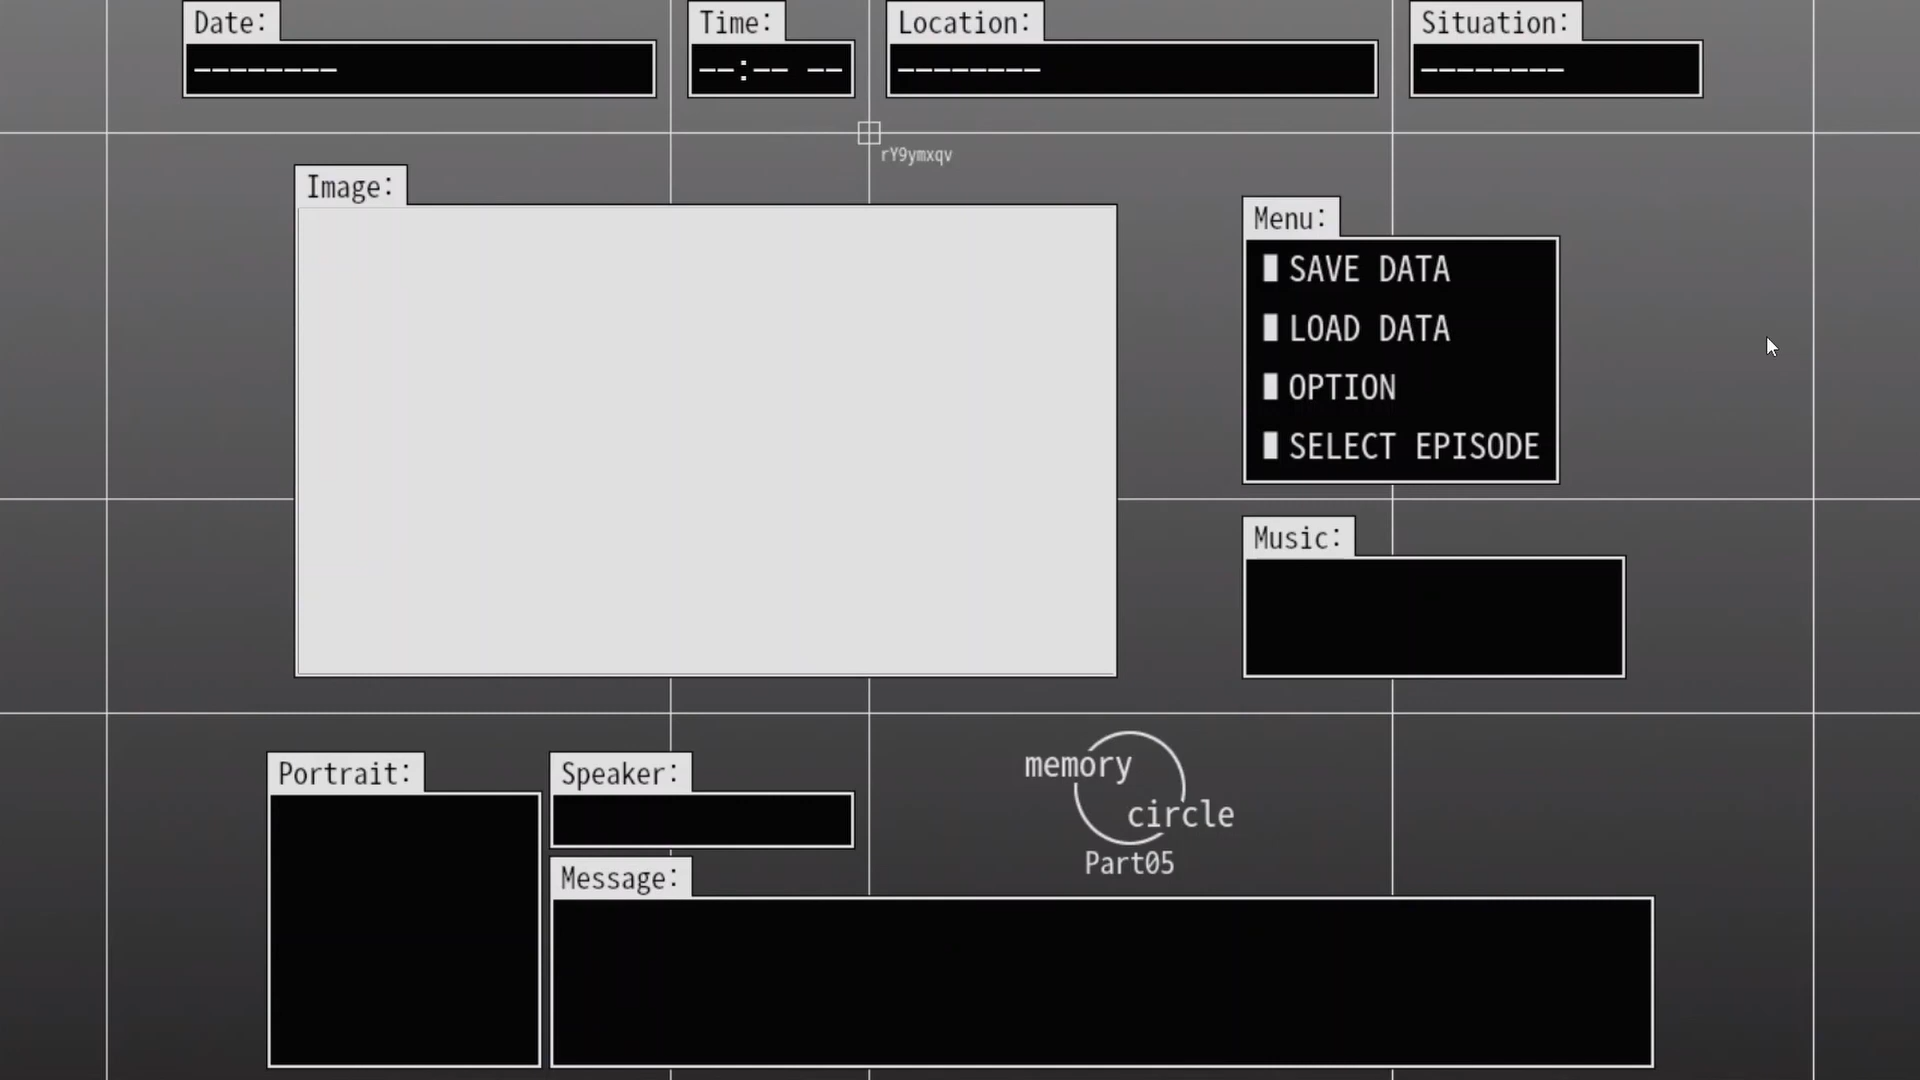 Date:
Time:
Location:
Situation:
--------
--:-- --
--------
--------
rY9ymxqv
Image:
Menu:
SAVE DATA
LOAD DATA
OPTION
SELECT EPISODE
Music:
memory
circle
Part05
Portrait:
Speaker:
Message: